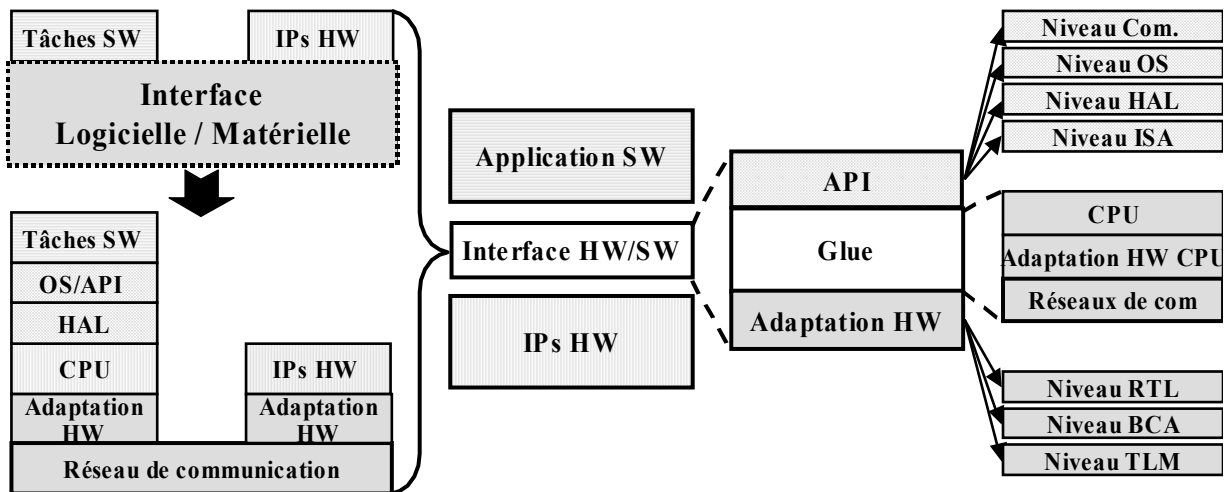 Tâches SW
IPs HW
Interface
Logicielle / Matérielle
Tâches SW
OS/API
HAL
CPU
Adaptation
HW
IPs HW
Adaptation
HW
Réseau de communication
Application SW
Interface HW/SW
IPs HW
API
Glue
Adaptation HW
Niveau Com.
Niveau OS
Niveau HAL
Niveau ISA
CPU
Adaptation HW CPU
Réseaux de com
Niveau RTL
Niveau BCA
Niveau TLM